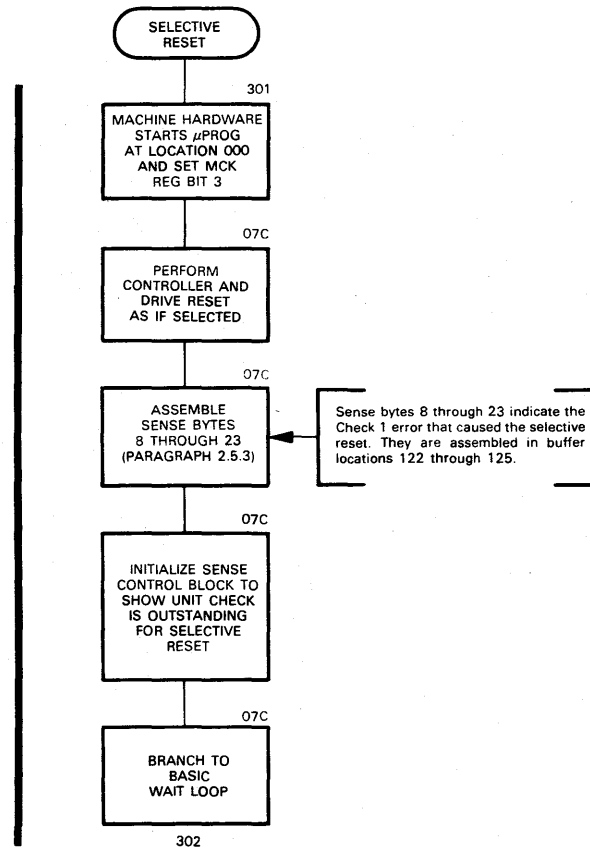 SELECTIVE
RESET
301
MACHINE HARDWARE
STARTS μPROG
AT LOCATION 000
AND SET MCK
REG BIT 3
07C
PERFORM
CONTROLLER AND
DRIVE RESET
AS IF SELECTED
07C
ASSEMBLE
SENSE BYTES
8 THROUGH 23
(PARAGRAPH 2.5.3)
Sense bytes 8 through 23 indicate the
Check 1 error that caused the selective
reset. They are assembled in buffer
locations 122 through 125.
07C
INITIALIZE SENSE
CONTROL BLOCK TO
SHOW UNIT CHECK
IS OUTSTANDING
FOR SELECTIVE
RESET
07C
BRANCH TO
BASIC
WAIT LOOP
302